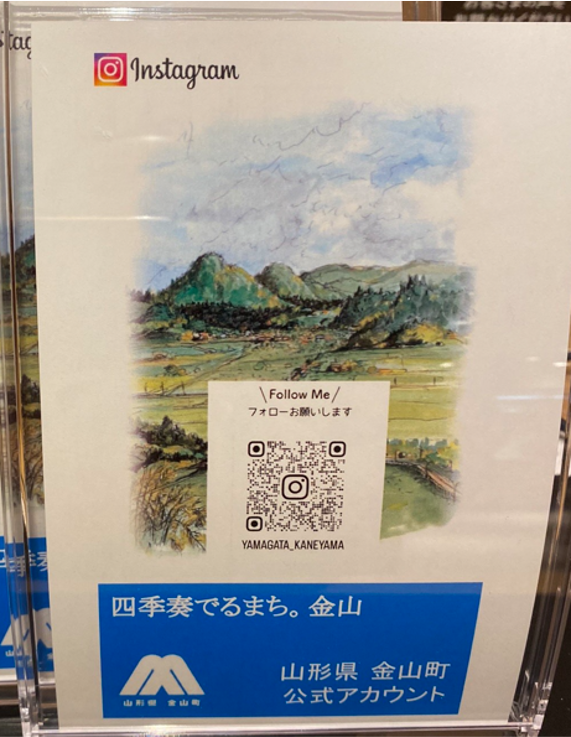 Instagram
\ Follow Me /
フォローお願いします
YAMAGATA_KANEYAMA
四季奏でるまち。金山
山形県 金山町
山形県 金山町
公式アカウント